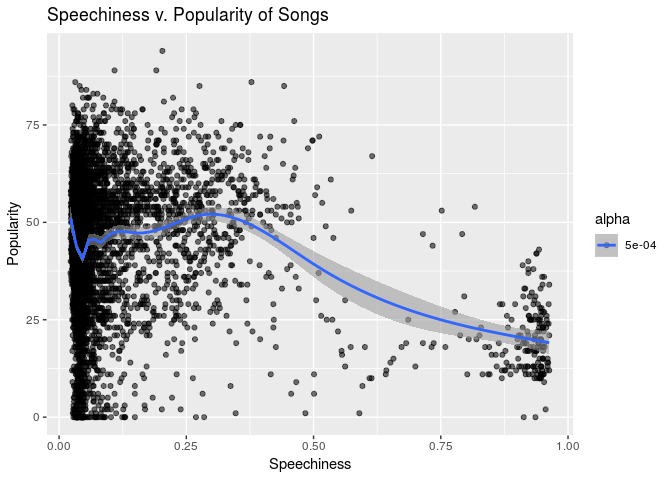 Speechiness v. Popularity of Songs
Popularity
75
50
25
0
0.00 0.25 0.50 0.75 1.00
Speechiness
alpha
5e-04